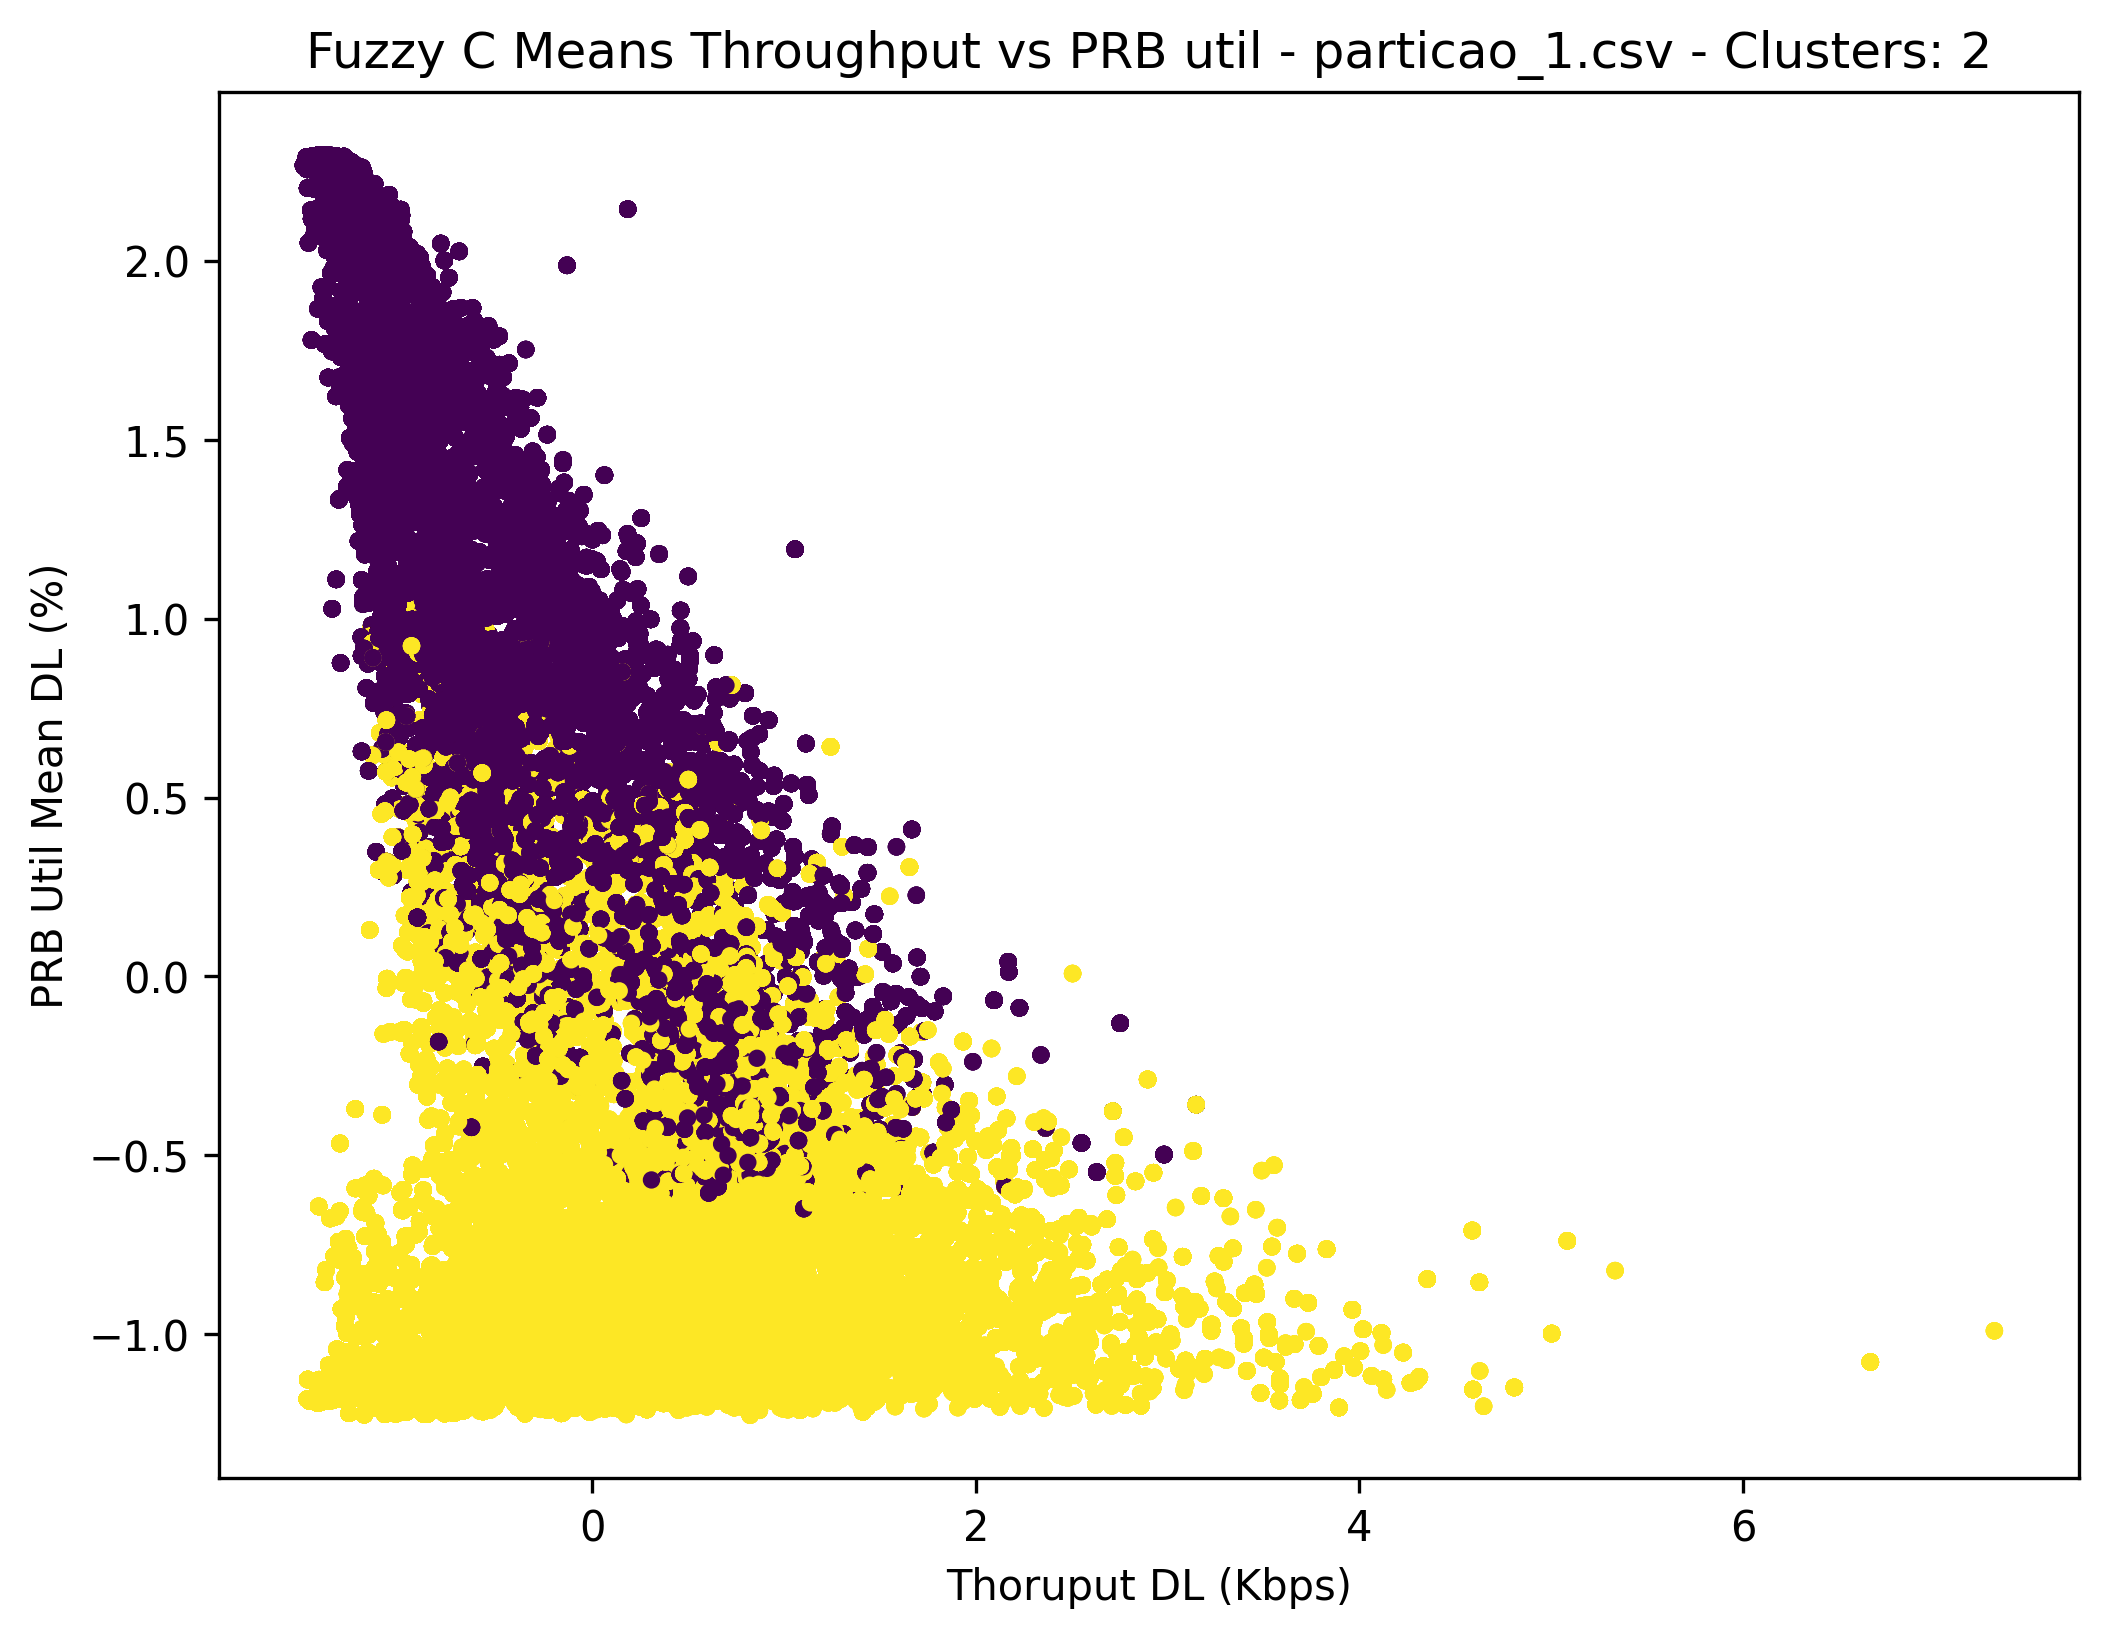 Fuzzy C Means Throughput vs PRB util - particao_1.csv - Clusters: 2
PRB Util Mean DL (%)
2.0
1.5
1.0
0.5
0.0
−0.5
−1.0
0 2 4 6
Thoruput DL (Kbps)